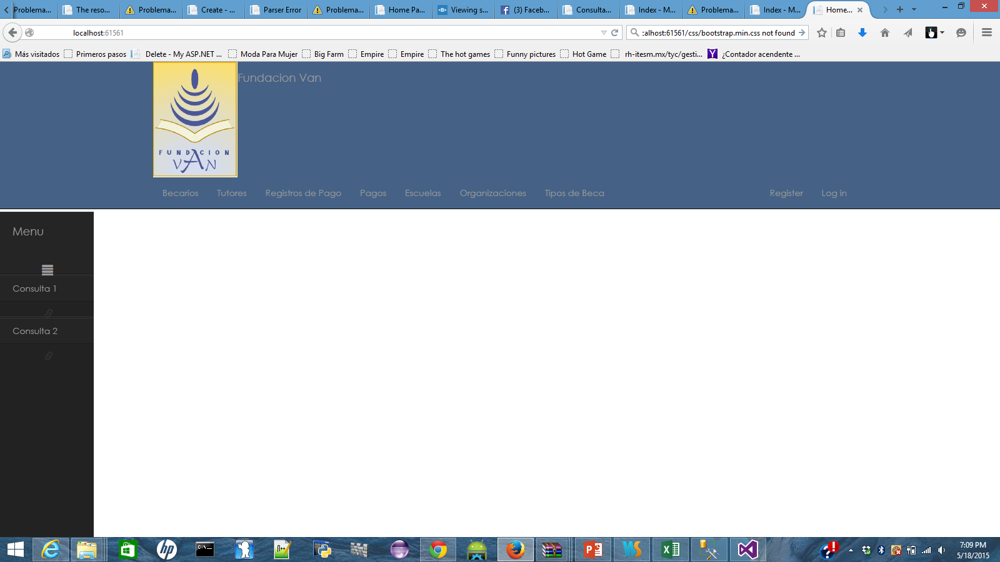 Problema... The reso... Problema... Create - ... Parser Error Problema... Home Pa... Viewing s... (3) Faceb... Consulta... Index - M... Problema... Index - M... Home...
localhost:61561 :alhost:61561/css/bootstrap.min.css not found
Más visitados Primeros pasos Delete - My ASP.NET ... Moda Para Mujer Big Farm Empire Empire The hot games Funny pictures Hot Game rh-itesm.mx/tyc/gesti... ¿Contador acendente ...
Fundacion Van
FUNDACION
VAN
Becarios Tutores Registros de Pago Pagos Escuelas Organizaciones Tipos de Beca Register Log in
Menu
Consulta 1
Consulta 2
7:09 PM
5/18/2015